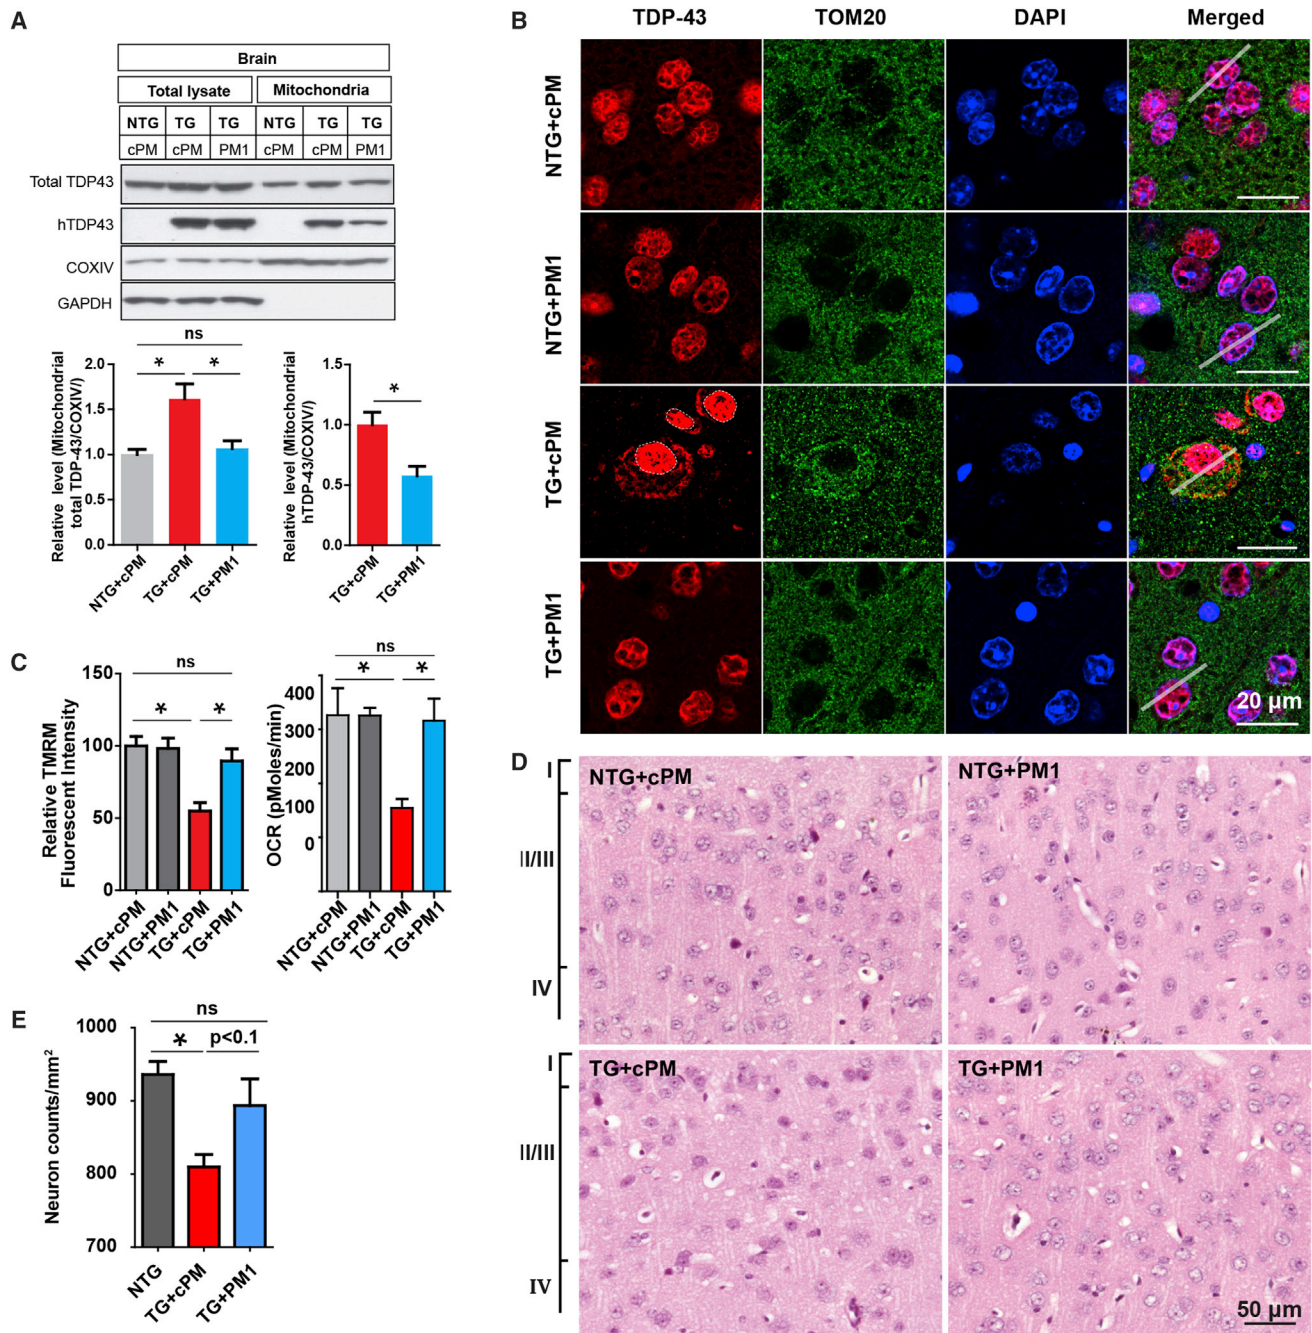 A
Brain
Total lysate Mitochondria
NTG TG TG NTG TG TG
cPM cPM PM1 cPM cPM PM1
Total TDP43
hTDP43
COXIV
GAPDH
Relative level (Mitochondrial
total TDP-43/COXIV/)
2.0
1.5
1.0
0.5
0.0
ns
* *
NTG+cPM
TG+cPM
TG+PM1
Relative level (Mitochondrial
hTDP-43/COXIV/)
1.5
1.0
0.5
0.0
*
TG+cPM
TG+PM1
B
TDP-43 TOM20 DAPI Merged
NTG+cPM
NTG+PM1
TG+cPM
TG+PM1
20 µm
C
Relative TMRM
Fluorescent Intensity
150
100
50
0
ns
* *
NTG+cPM
NTG+PM1
TG+cPM
TG+PM1
OCR (pMoles/min)
400
300
200
100
0
ns
* *
NTG+cPM
NTG+PM1
TG+cPM
TG+PM1
D
NTG+cPM NTG+PM1
I
II/III
IV
TG+cPM TG+PM1
I
II/III
IV
50 µm
E
Neuron counts/mm²
1000
900
800
700
ns
* p<0.1
NTG
TG+cPM
TG+PM1